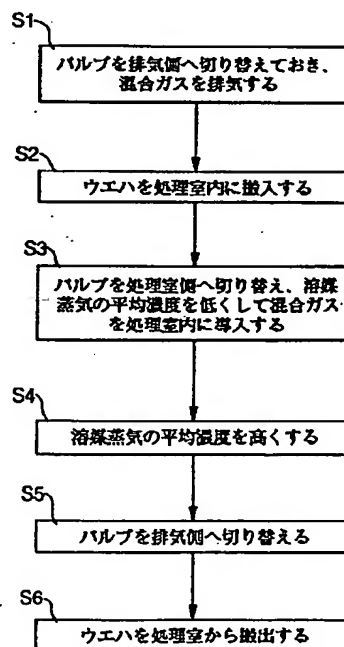 S1
バルブを排気側へ切り替えておき、
混合ガスを排気する
S2
ウエハを処理室内に搬入する
S3
バルブを処理室側へ切り替え、溶媒
蒸気の平均濃度を低くして混合ガス
を処理室内に導入する
S4
溶媒蒸気の平均濃度を高くする
S5
バルブを排気側へ切り替える
S6
ウエハを処理室から搬出する